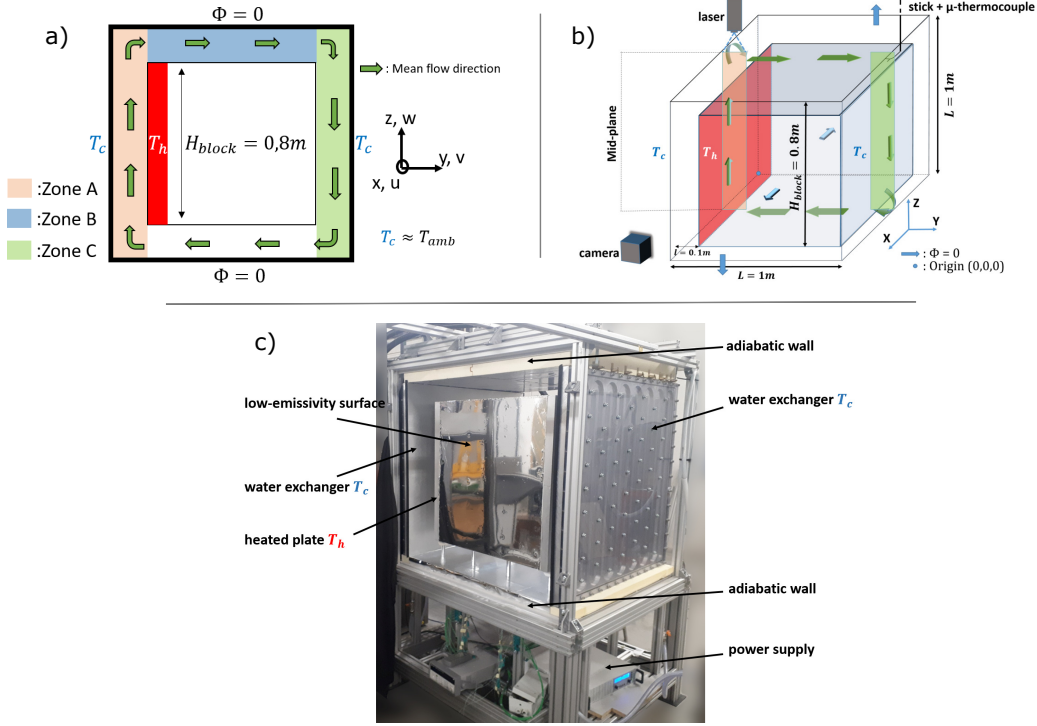 a)
Φ = 0
: Mean flow direction
T_c
T_h
H_block = 0,8m
T_c
z, w
y, v
x, u
:Zone A
:Zone B
:Zone C
T_c ≈ T_amb
Φ = 0
b)
laser
stick + μ-thermocouple
Mid-plane
T_c
T_h
H_block = 0.8m
T_c
L = 1m
Z
Y
X
camera
l = 0.1m
L = 1m
: Φ = 0
: Origin (0,0,0)
c)
adiabatic wall
low-emissivity surface
water exchanger T_c
water exchanger T_c
heated plate T_h
adiabatic wall
power supply